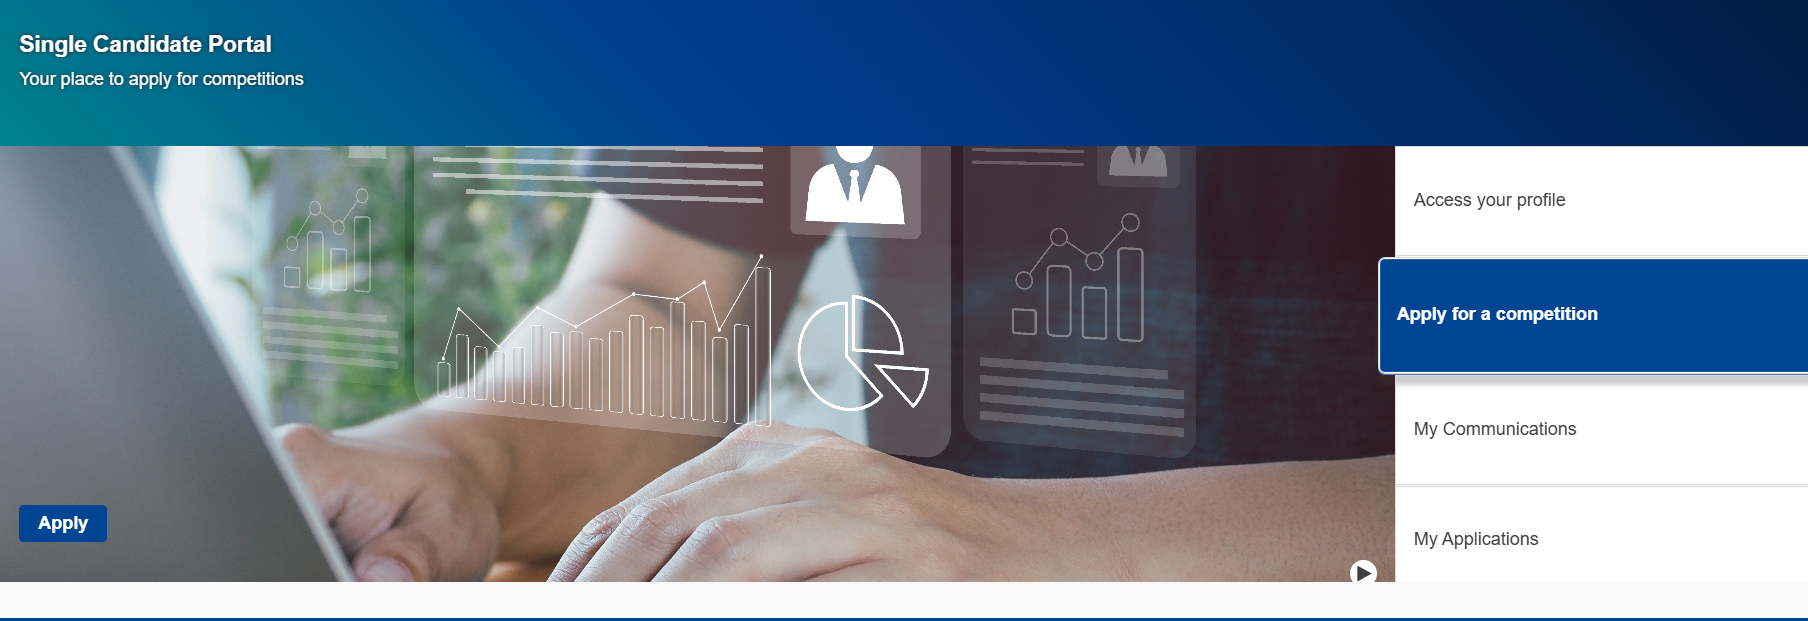 Single Candidate Portal
Your place to apply for competitions
Access your profile
Apply for a competition
My Communications
My Applications
Apply